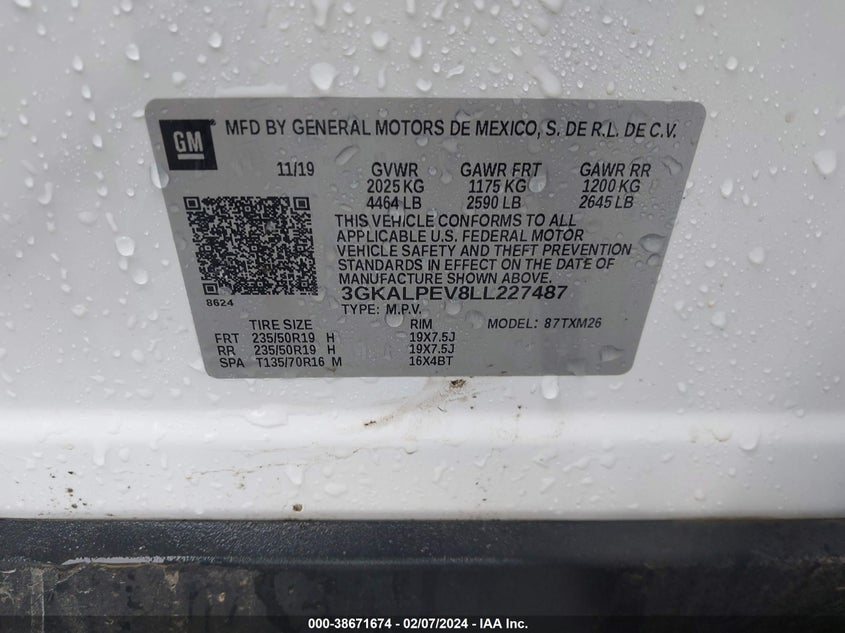 GM MFD BY GENERAL MOTORS DE MEXICO, S. DE R.L. DE C.V.
11/19 GVWR GAWR FRT GAWR RR
2025 KG 1175 KG 1200 KG
4464 LB 2590 LB 2645 LB
THIS VEHICLE CONFORMS TO ALL
APPLICABLE U.S. FEDERAL MOTOR
VEHICLE SAFETY AND THEFT PREVENTION
STANDARDS IN EFFECT ON THE DATE OF
MANUFACTURE SHOWN ABOVE.
8624 3GKALPEV8LL227487
TYPE: M.P.V.
TIRE SIZE RIM MODEL: 87TXM26
FRT 235/50R19 H 19X7.5J
RR 235/50R19 H 19X7.5J
SPA T135/70R16 M 16X4BT
000-38671674 - 02/07/2024 - IAA Inc.